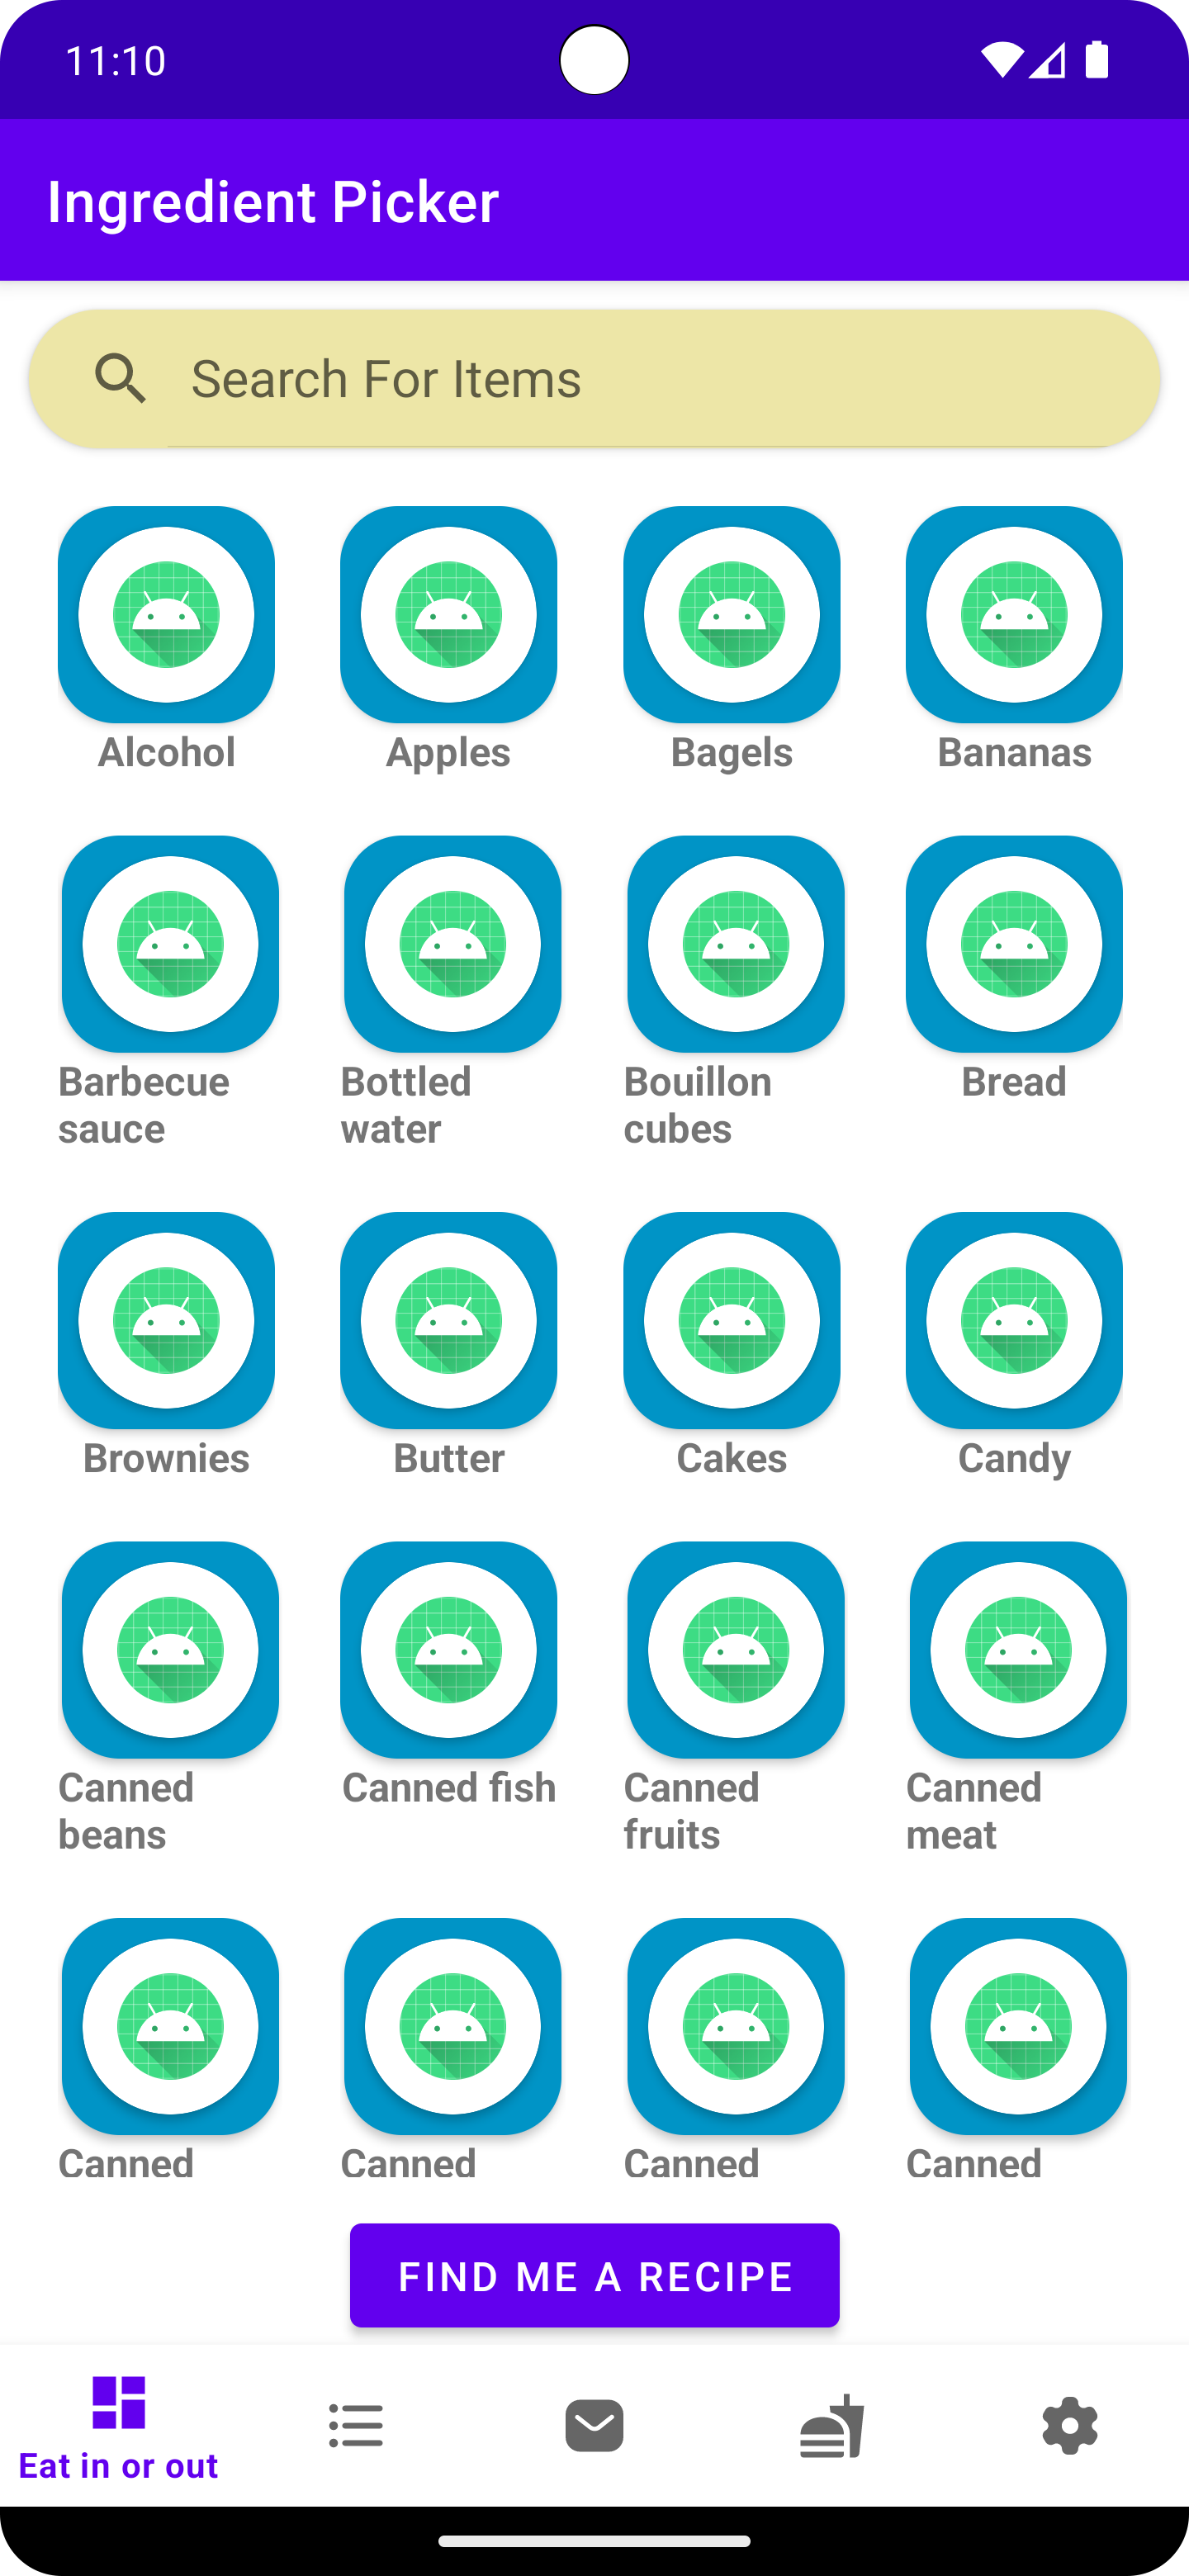 11:10
Ingredient Picker
Search For Items
Alcohol
Apples
Bagels
Bananas
Barbecue
sauce
Bottled
water
Bouillon
cubes
Bread
Brownies
Butter
Cakes
Candy
Canned
beans
Canned fish
Canned
fruits
Canned
meat
Canned
Canned
Canned
Canned
FIND ME A RECIPE
Eat in or out